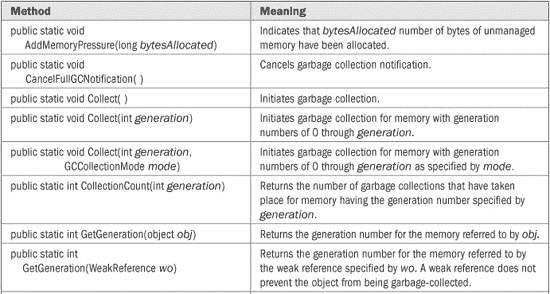 Method Meaning
public static void Indicates that bytesAllocated number of bytes of unmanaged
AddMemoryPressure(long bytesAllocated) memory have been allocated.
public static void Cancels garbage collection notification.
CancelFullGCNotification( )
public static void Collect( ) Initiates garbage collection.
public static void Collect(int generation) Initiates garbage collection for memory with generation
numbers of 0 through generation.
public static void Collect(int generation, Initiates garbage collection for memory with generation
GCCollectionMode mode) numbers of 0 through generation as specified by mode.
public static int CollectionCount(int generation) Returns the number of garbage collections that have taken
place for memory having the generation number specified by
generation.
public static int GetGeneration(object obj) Returns the generation number for the memory referred to by obj.
public static int Returns the generation number for the memory referred to by
GetGeneration(WeakReference wo) the weak reference specified by wo. A weak reference does not
prevent the object from being garbage-collected.